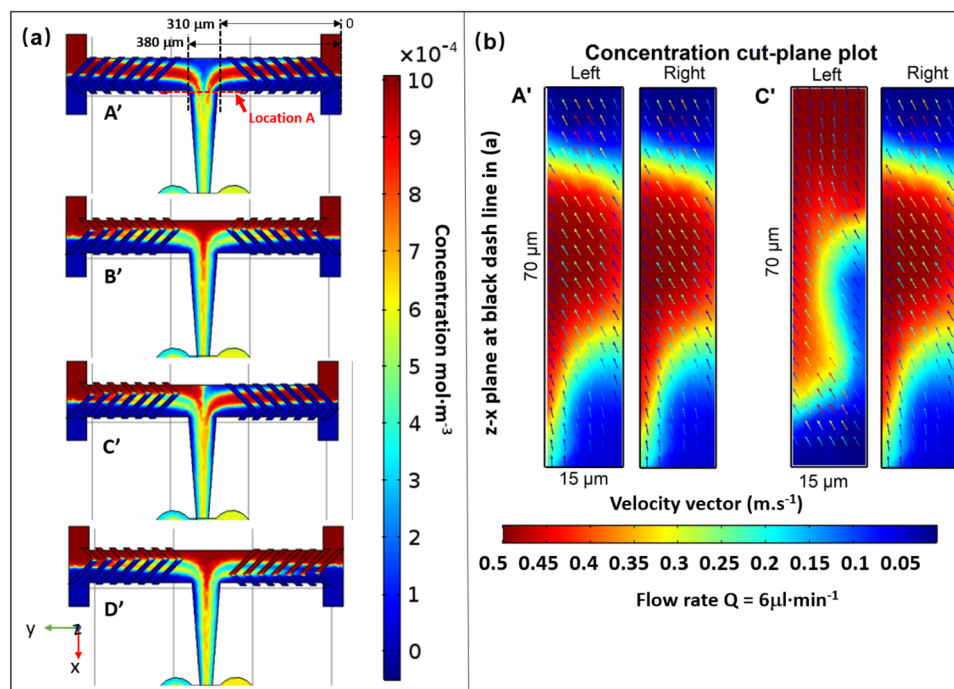 (a)
310 µm
0
380 µm
A'
Location A
B'
C'
D'
y
z
x
×10⁻⁴
10
9
8
7
6
5
4
3
2
1
0
Concentration mol·m⁻³
(b)
Concentration cut-plane plot
Left
Right
Left
Right
A'
C'
z-x plane at black dash line in (a)
70 µm
70 µm
15 µm
15 µm
Velocity vector (m.s⁻¹)
0.5 0.45 0.4 0.35 0.3 0.25 0.2 0.15 0.1 0.05
Flow rate Q = 6µl·min⁻¹